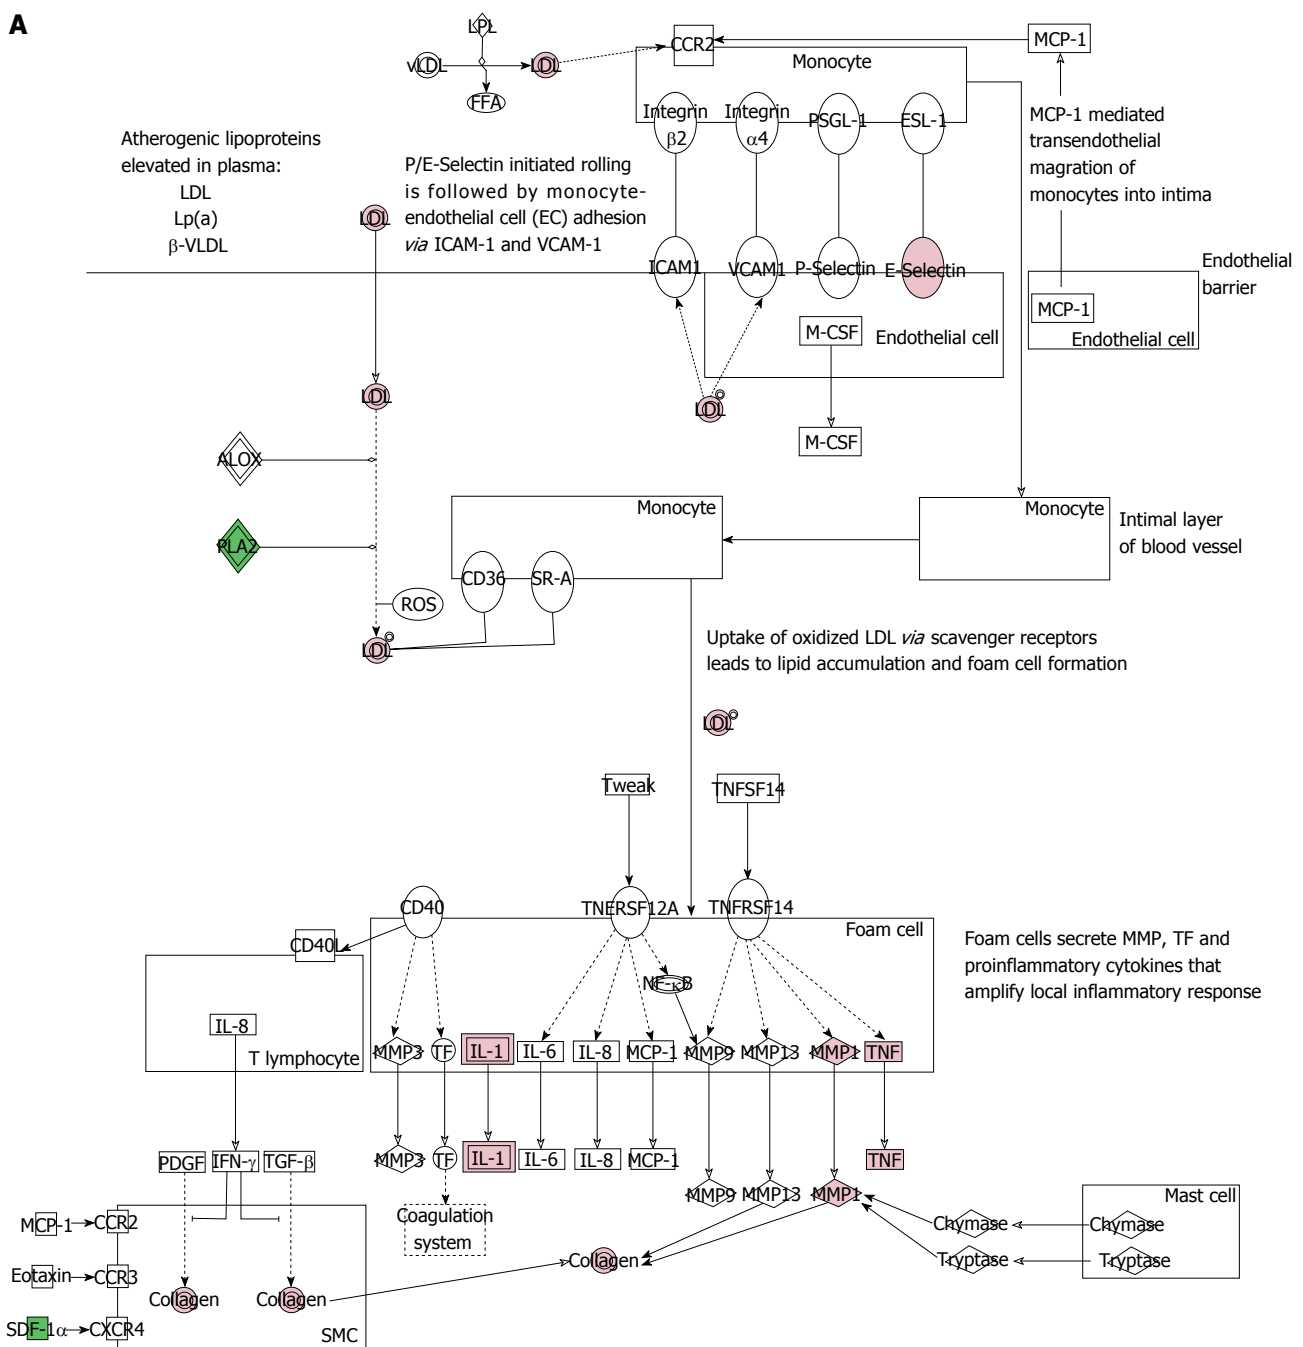 A
LPL
vLDL
LDL
FFA
CCR2
MCP-1
Monocyte
Integrin
β2
Integrin
α4
PSGL-1
ESL-1
MCP-1 mediated
transendothelial
magration of
monocytes into intima
Atherogenic lipoproteins
elevated in plasma:
LDL
Lp(a)
β-VLDL
P/E-Selectin initiated rolling
is followed by monocyte-
endothelial cell (EC) adhesion
via ICAM-1 and VCAM-1
LDL
ICAM1
VCAM1
P-Selectin
E-Selectin
Endothelial
barrier
MCP-1
Endothelial cell
M-CSF
Endothelial cell
LDL
LDL
M-CSF
ALOX
PLA2
Monocyte
Monocyte
Intimal layer
of blood vessel
CD36
SR-A
ROS
LDL
Uptake of oxidized LDL via scavenger receptors
leads to lipid accumulation and foam cell formation
LDL
Tweak
TNFSF14
CD40
TNERSF12A
TNFRSF14
Foam cell
CD40L
Foam cells secrete MMP, TF and
proinflammatory cytokines that
amplify local inflammatory response
NF-κB
IL-8
T lymphocyte
MMP3
TF
IL-1
IL-6
IL-8
MCP-1
MMP9
MMP13
MMP1
TNF
PDGF
IFN-γ
TGF-β
MMP3
TF
IL-1
IL-6
IL-8
MCP-1
TNF
MMP9
MMP13
MMP1
Mast cell
MCP-1
CCR2
Coagulation
system
Chymase
Chymase
Collagen
Tryptase
Tryptase
Eotaxin
CCR3
Collagen
Collagen
SDF-1α
CXCR4
SMC